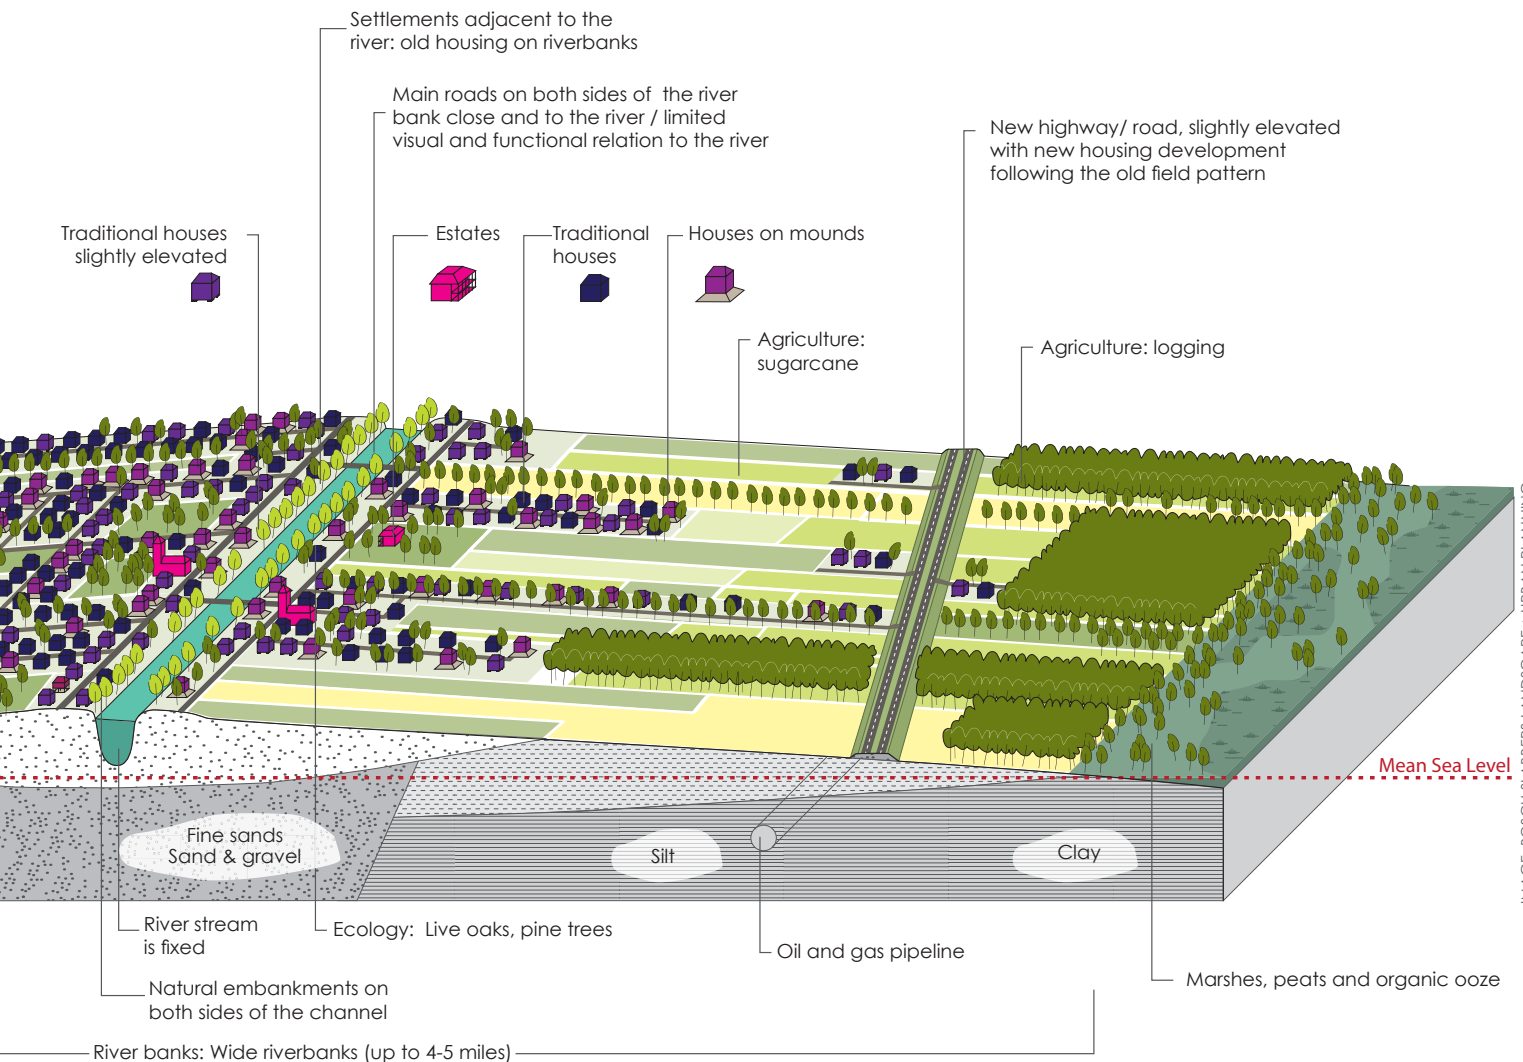 Settlements adjacent to the
river: old housing on riverbanks
Main roads on both sides of the river
bank close and to the river / limited
visual and functional relation to the river
New highway/ road, slightly elevated
with new housing development
following the old field pattern
Traditional houses
slightly elevated
Estates
Traditional
houses
Houses on mounds
Agriculture:
sugarcane
Agriculture: logging
Mean Sea Level
Fine sands
Sand & gravel
Silt
Clay
River stream
is fixed
Ecology: Live oaks, pine trees
Oil and gas pipeline
Marshes, peats and organic ooze
Natural embankments on
both sides of the channel
River banks: Wide riverbanks (up to 4-5 miles)